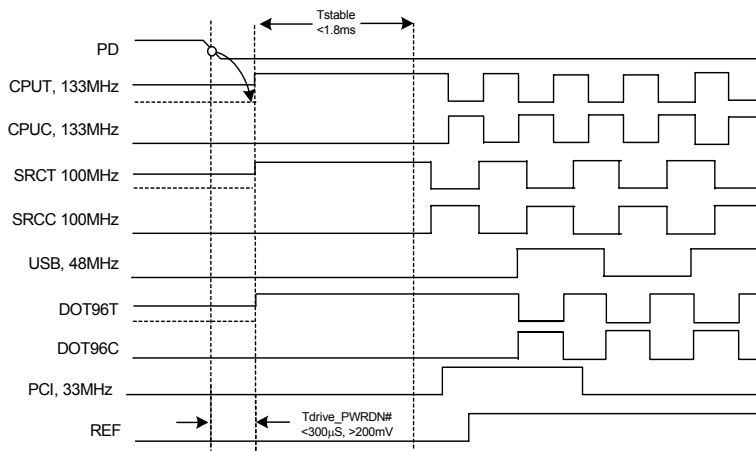 Tstable
<1.8ms
PD
CPUT, 133MHz
CPUC, 133MHz
SRCT 100MHz
SRCC 100MHz
USB, 48MHz
DOT96T
DOT96C
PCI, 33MHz
Tdrive_PWRDN#
<300µS, >200mV
REF